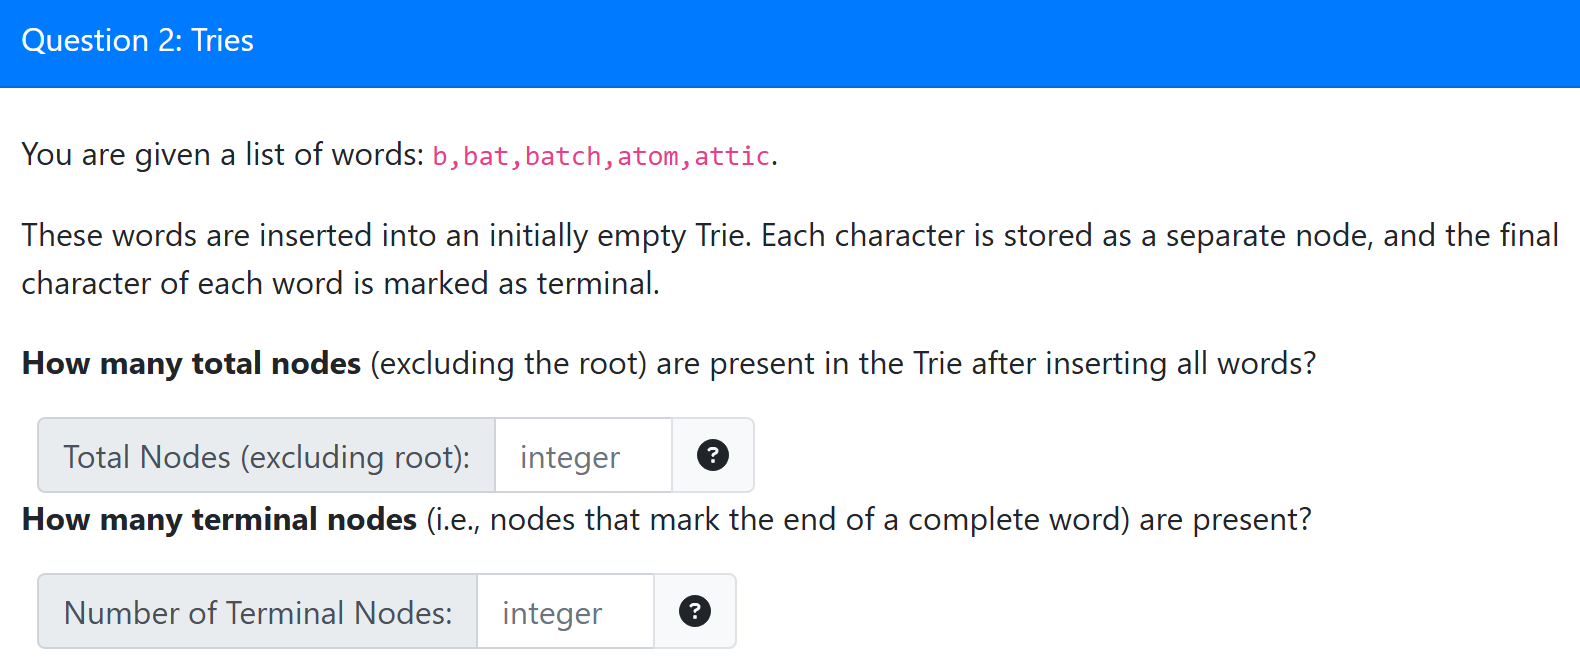 Question 2: Tries
You are given a list of words: b,bat,batch,atom,attic.
These words are inserted into an initially empty Trie. Each character is stored as a separate node, and the final
character of each word is marked as terminal.
How many total nodes (excluding the root) are present in the Trie after inserting all words?
Total Nodes (excluding root): integer ?
How many terminal nodes (i.e., nodes that mark the end of a complete word) are present?
Number of Terminal Nodes: integer ?